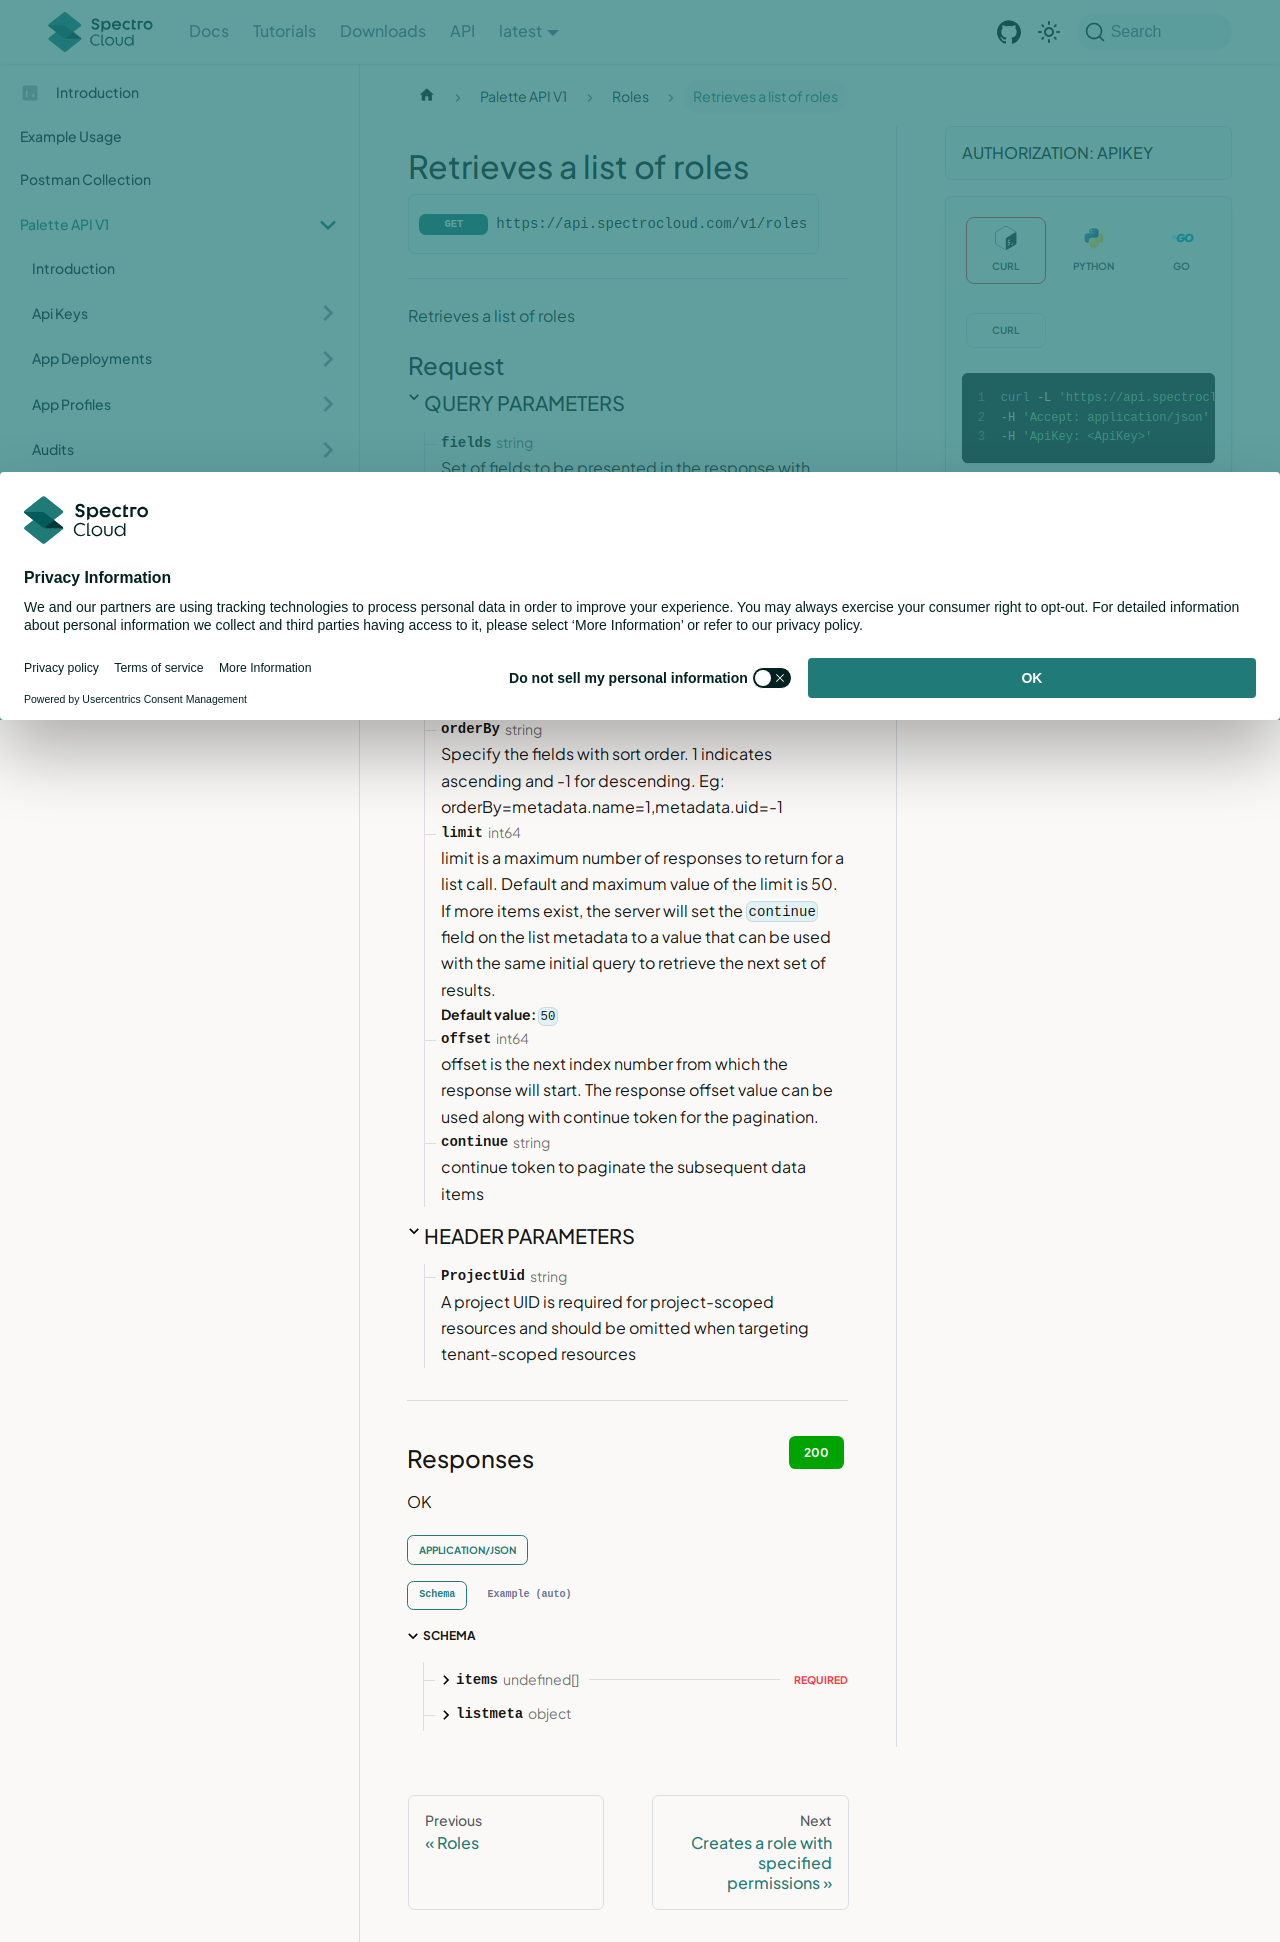 Spectro Cloud
Docs
Tutorials
Downloads
API
latest
Search
Introduction
Example Usage
Postman Collection
Palette API V1
Introduction
Api Keys
App Deployments
App Profiles
Audits
Palette API V1
Roles
Retrieves a list of roles
Retrieves a list of roles
GET https://api.spectrocloud.com/v1/roles
Retrieves a list of roles
Request
QUERY PARAMETERS
fields string
Set of fields to be presented in the response with
AUTHORIZATION: APIKEY
CURL
PYTHON
GO
CURL
1 curl -L 'https://api.spectrocl
2 -H 'Accept: application/json'
3 -H 'ApiKey: <ApiKey>'
Spectro
Cloud
Privacy Information
We and our partners are using tracking technologies to process personal data in order to improve your experience. You may always exercise your consumer right to opt-out. For detailed information
about personal information we collect and third parties having access to it, please select ‘More Information’ or refer to our privacy policy.
Privacy policy
Terms of service
More Information
Powered by Usercentrics Consent Management
Do not sell my personal information
OK
orderBy string
Specify the fields with sort order. 1 indicates
ascending and -1 for descending. Eg:
orderBy=metadata.name=1,metadata.uid=-1
limit int64
limit is a maximum number of responses to return for a
list call. Default and maximum value of the limit is 50.
If more items exist, the server will set the continue
field on the list metadata to a value that can be used
with the same initial query to retrieve the next set of
results.
Default value: 50
offset int64
offset is the next index number from which the
response will start. The response offset value can be
used along with continue token for the pagination.
continue string
continue token to paginate the subsequent data
items
HEADER PARAMETERS
ProjectUid string
A project UID is required for project-scoped
resources and should be omitted when targeting
tenant-scoped resources
Responses
200
OK
APPLICATION/JSON
Schema
Example (auto)
SCHEMA
items undefined[] REQUIRED
listmeta object
Previous
« Roles
Next
Creates a role with
specified
permissions »